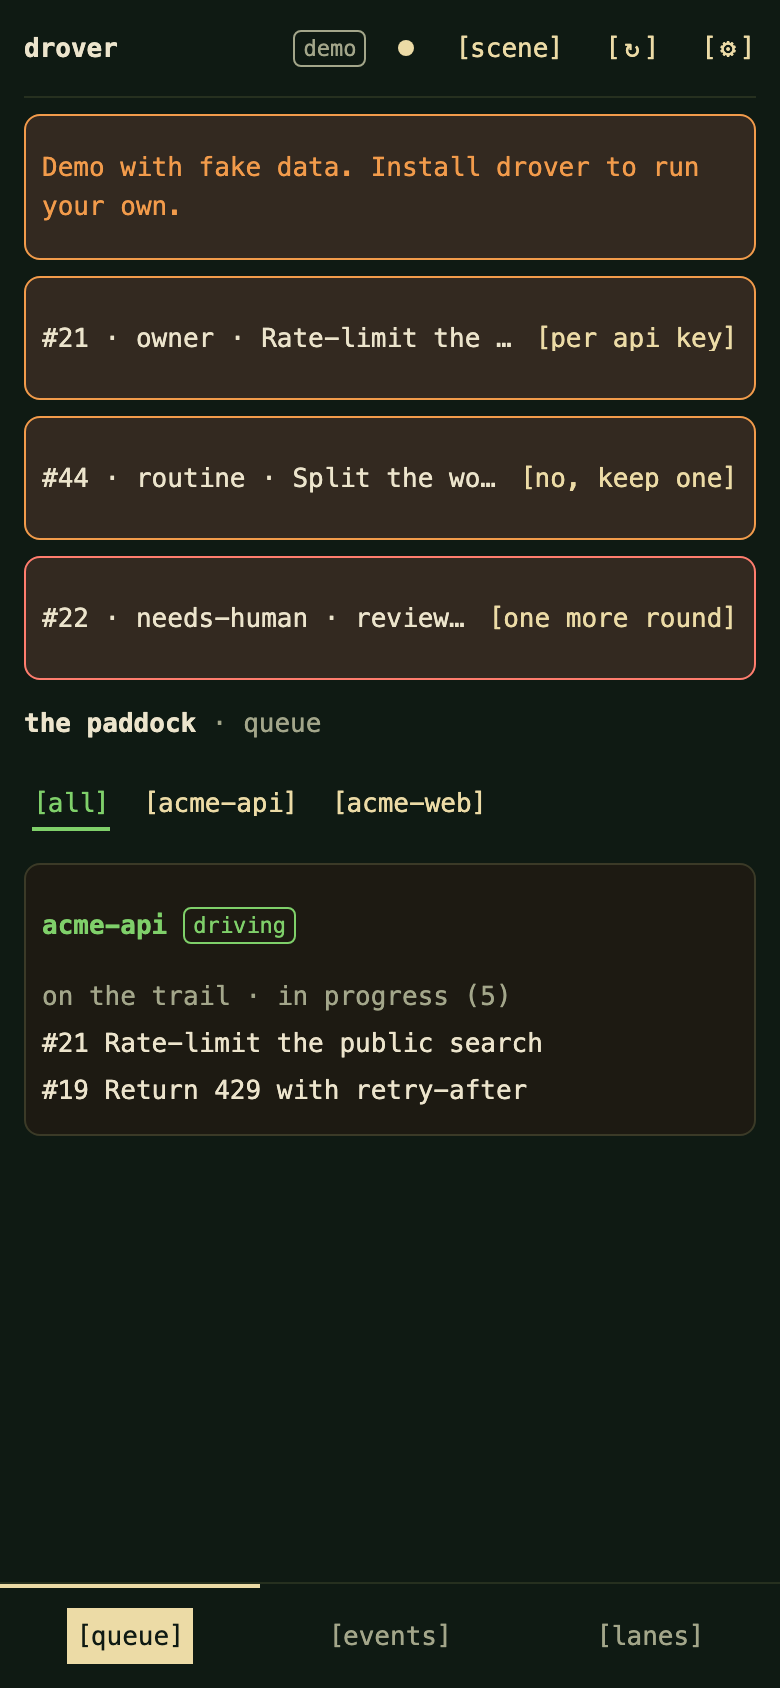 drover demo [scene] [↻] [⚙]
Demo with fake data. Install drover to run
your own.
#21 · owner · Rate-limit the … [per api key]
#44 · routine · Split the wo… [no, keep one]
#22 · needs-human · review… [one more round]
the paddock · queue
[all] [acme-api] [acme-web]
acme-api driving
on the trail · in progress (5)
#21 Rate-limit the public search
#19 Return 429 with retry-after
[queue] [events] [lanes]